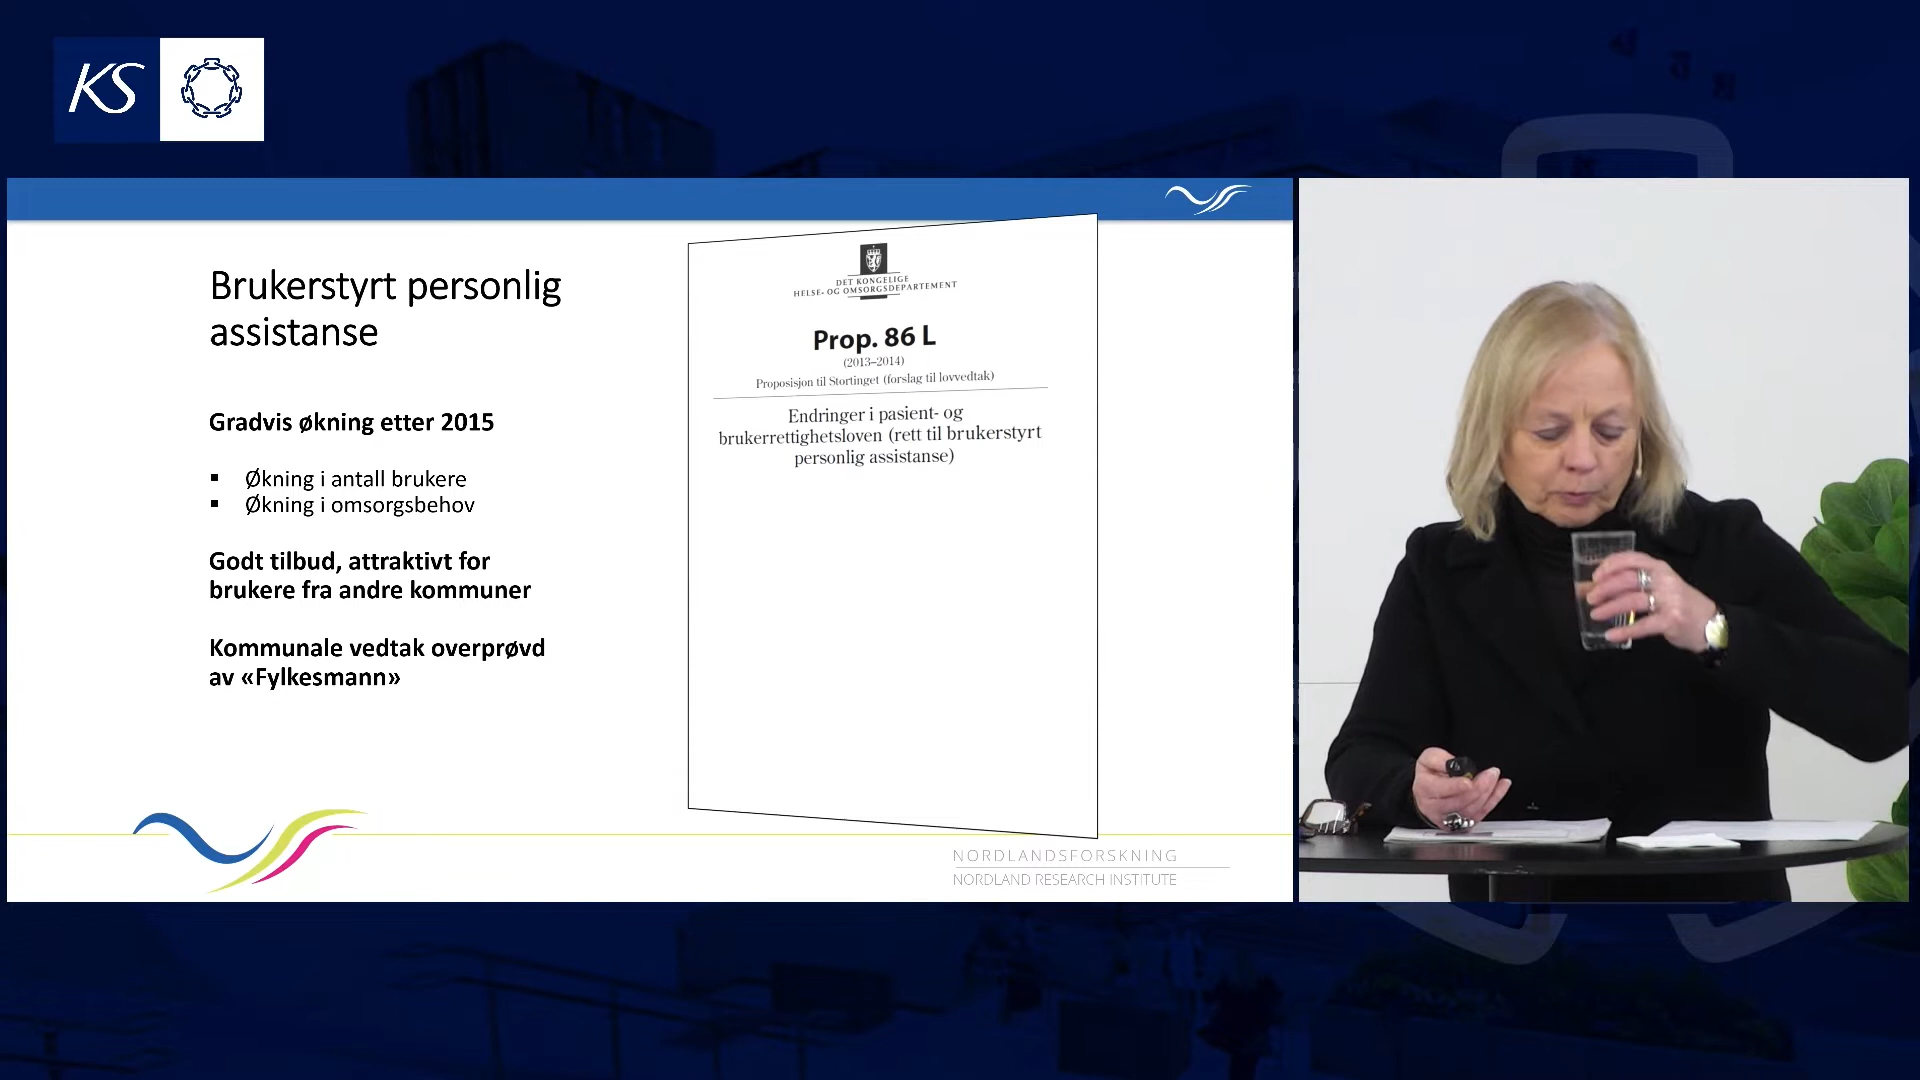 KS
Brukerstyrt personlig
assistanse
Gradvis økning etter 2015
▪ Økning i antall brukere
▪ Økning i omsorgsbehov
Godt tilbud, attraktivt for
brukere fra andre kommuner
Kommunale vedtak overprøvd
av «Fylkesmann»
DET KONGELIGE
HELSE- OG OMSORGSDEPARTEMENT
Prop. 86 L
(2013–2014)
Proposisjon til Stortinget (forslag til lovvedtak)
Endringer i pasient- og
brukerrettighetsloven (rett til brukerstyrt
personlig assistanse)
NORDLANDSFORSKNING
NORDLAND RESEARCH INSTITUTE